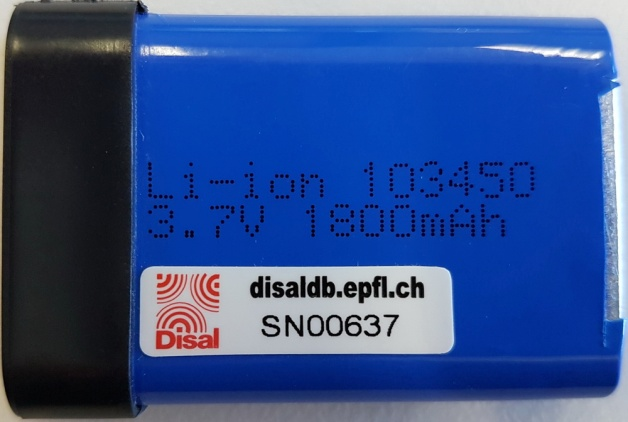 Li-ion 103450
3.7V 1800mAh
disaldb.epfl.ch
SN00637
Disal